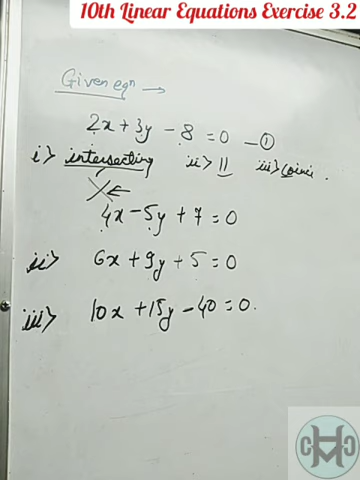 10th Linear Equations Exercise 3.2
Given eqn →
2x + 3y - 8 = 0 - ①
i> intersecting ii> || iii> coinci.
4x - 5y + 7 = 0
ii> 6x + 9y + 5 = 0
iii> 10x + 15y - 40 = 0.